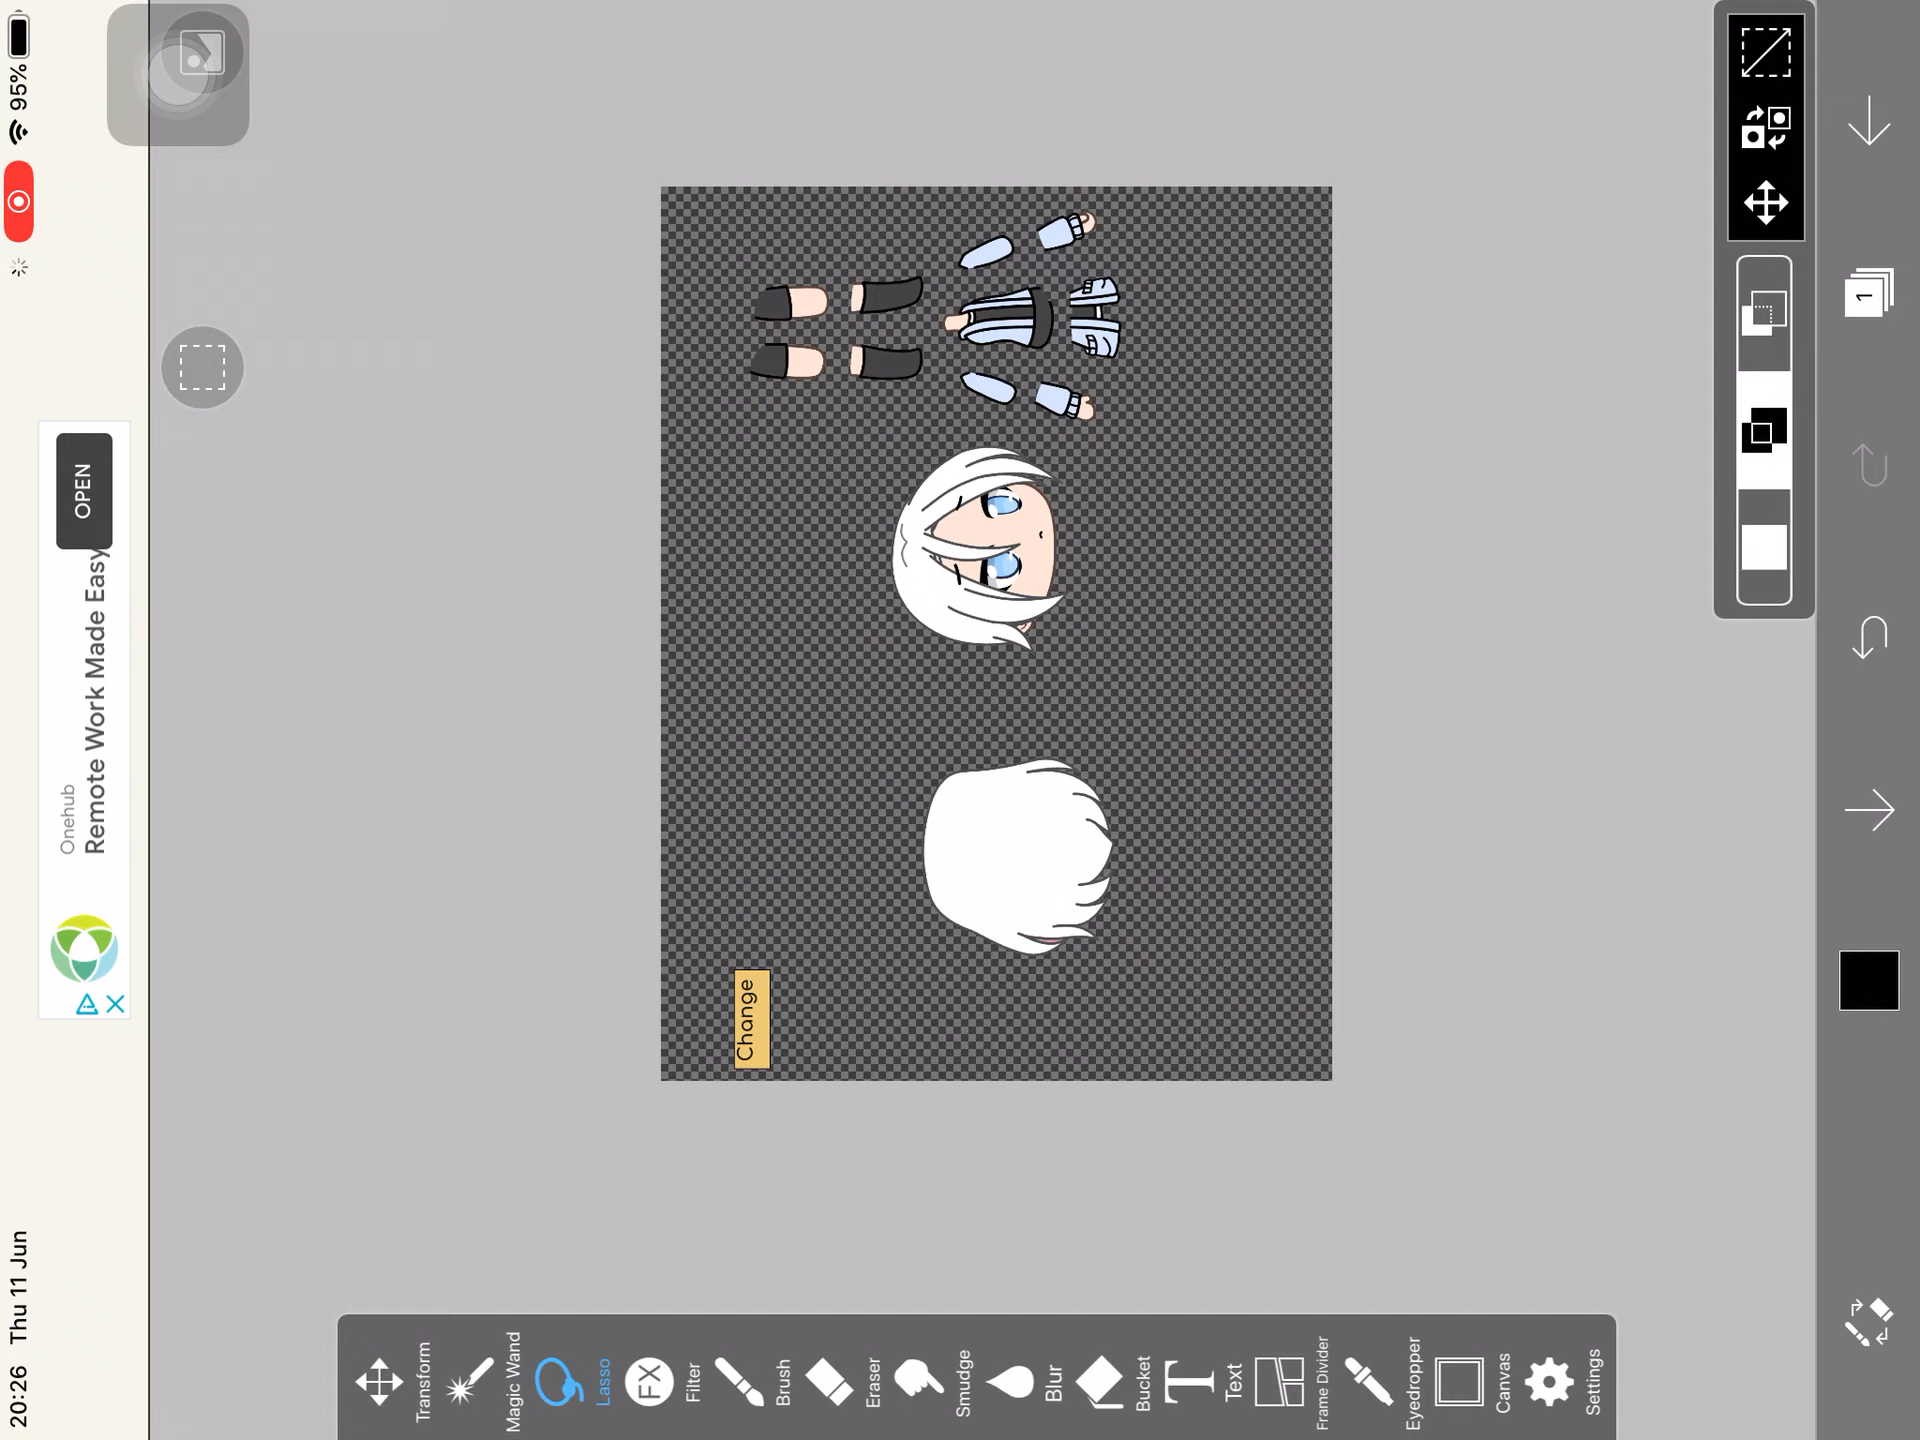 20:26 Thu 11 Jun
95%
Onehub
Remote Work Made Easy
OPEN
Change
1
Transform
Magic Wand
Lasso
FX
Filter
Brush
Eraser
Smudge
Blur
Bucket
T
Text
Frame Divider
Eyedropper
Canvas
Settings